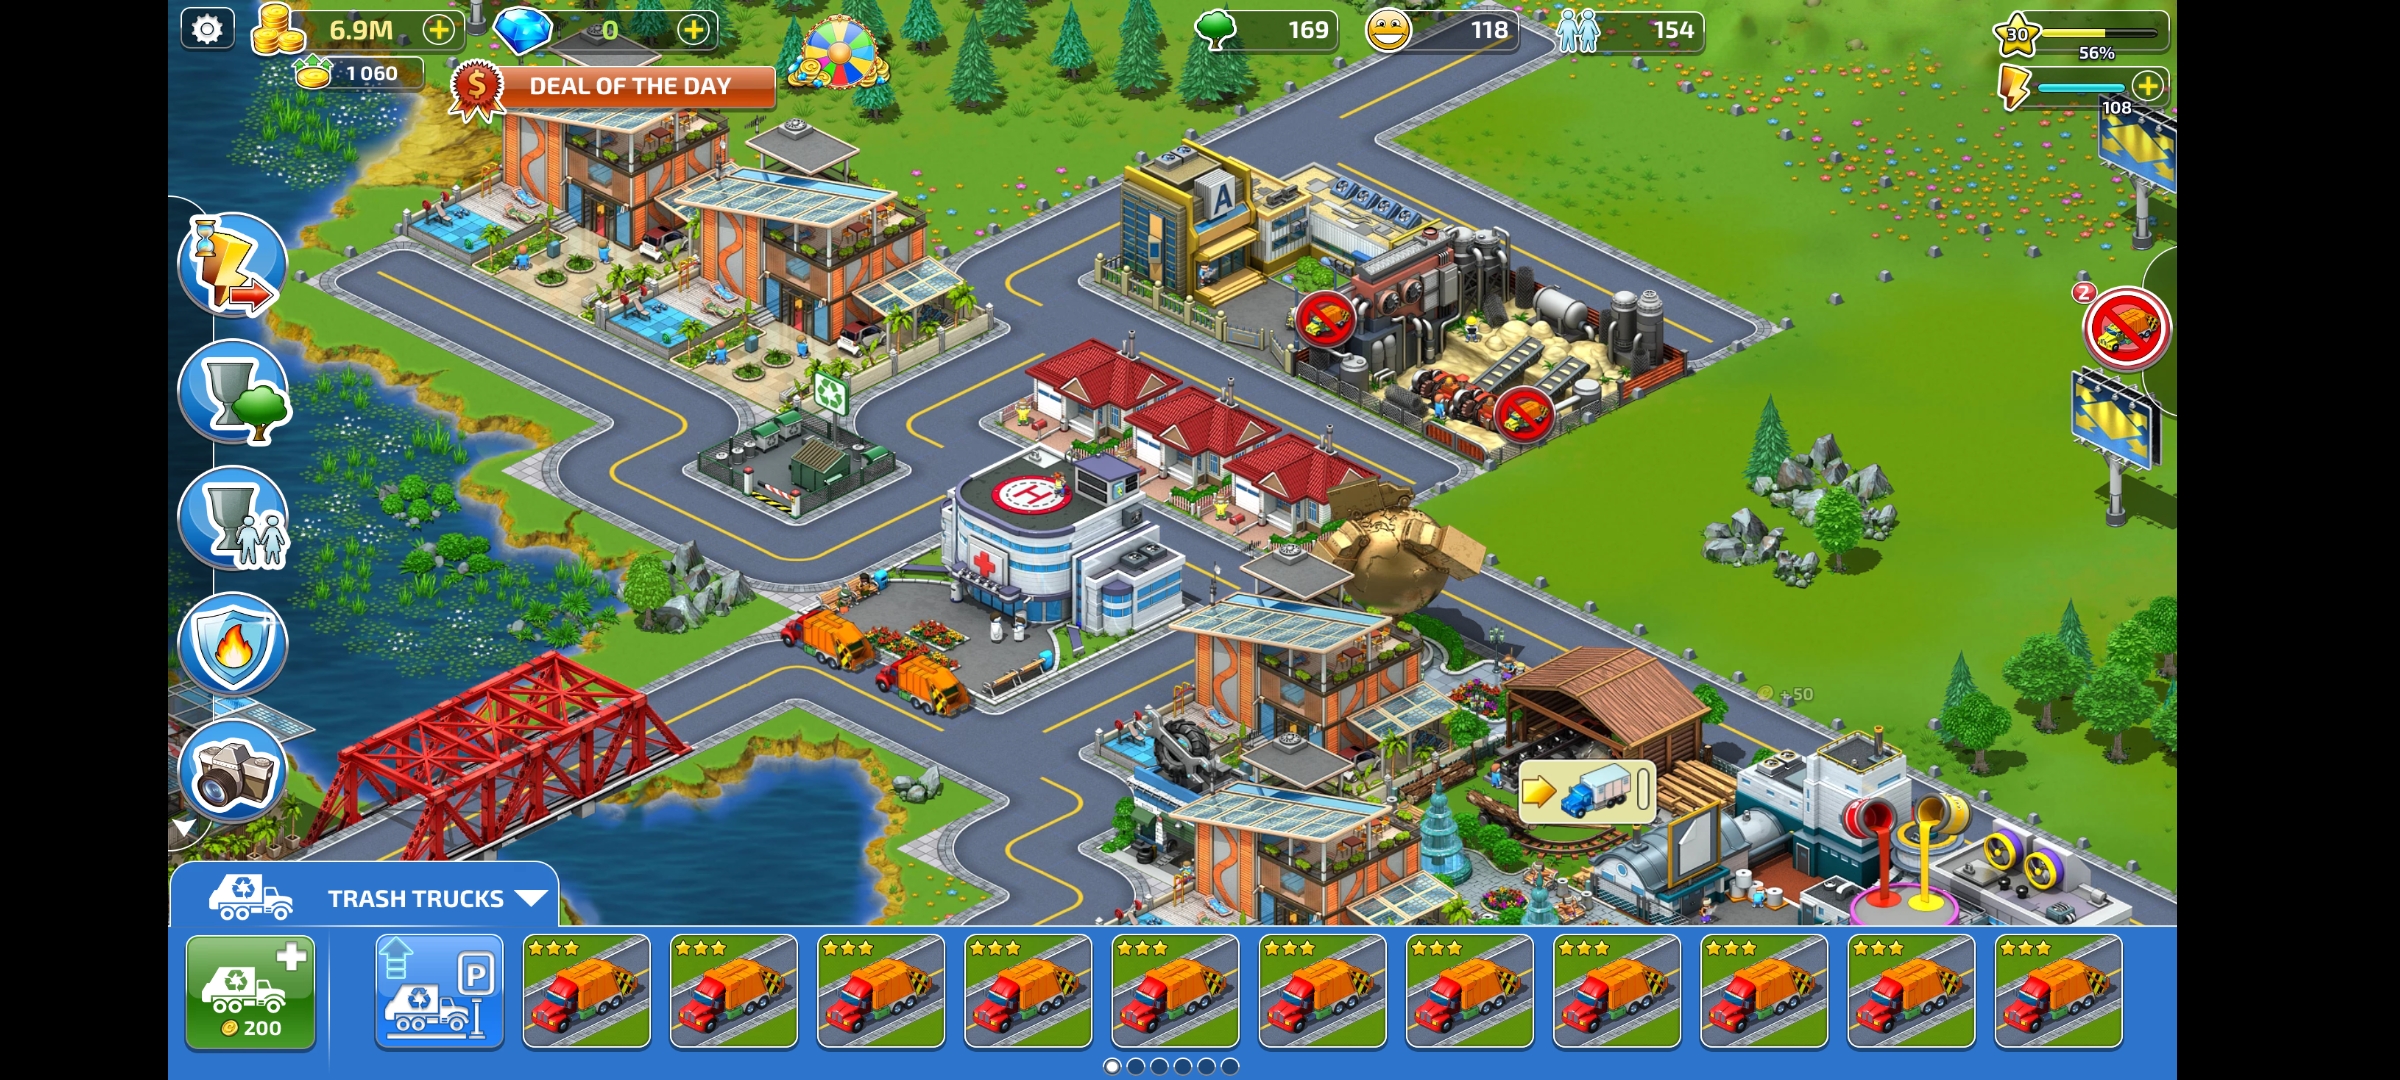 6.9M
0
169
118
154
30
56%
1 060
DEAL OF THE DAY
108
A
2
H
+50
TRASH TRUCKS
P
200